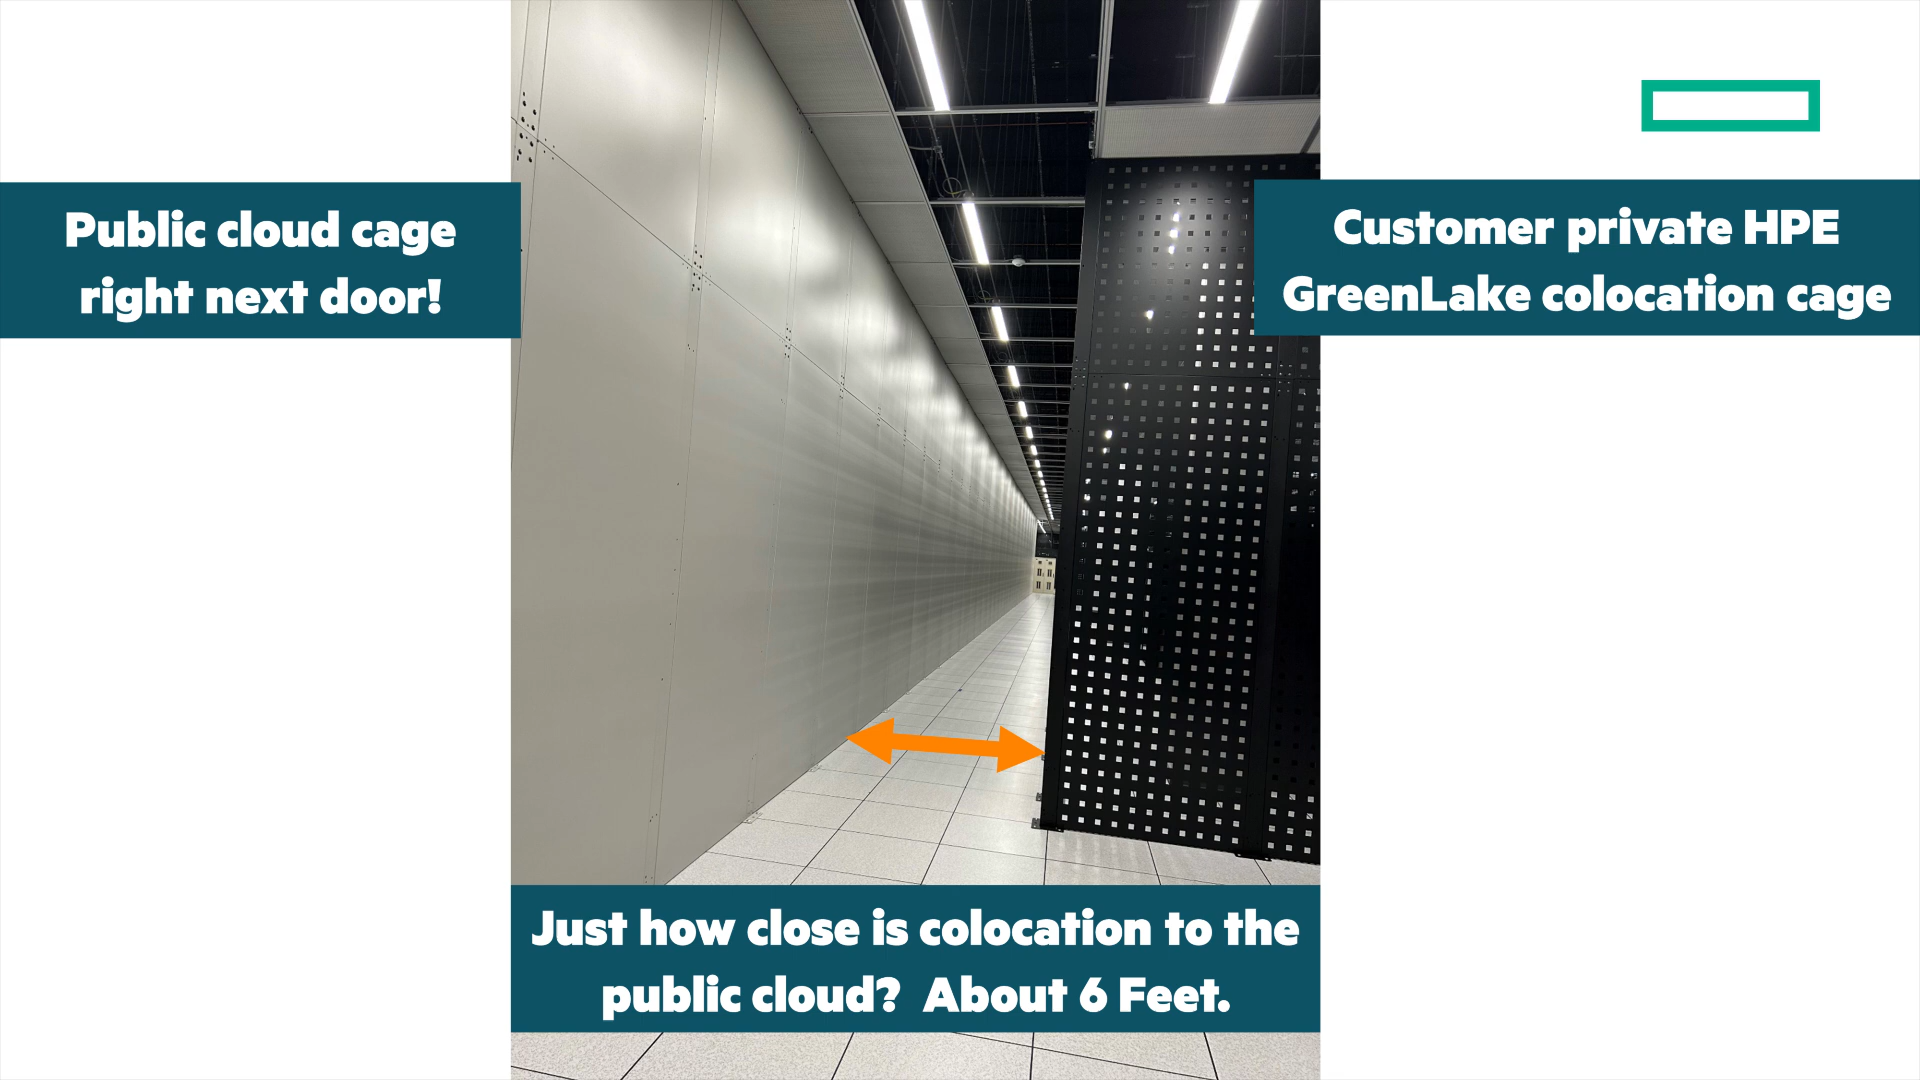 Public cloud cage
right next door!
Customer private HPE
GreenLake colocation cage
Just how close is colocation to the
public cloud?  About 6 Feet.